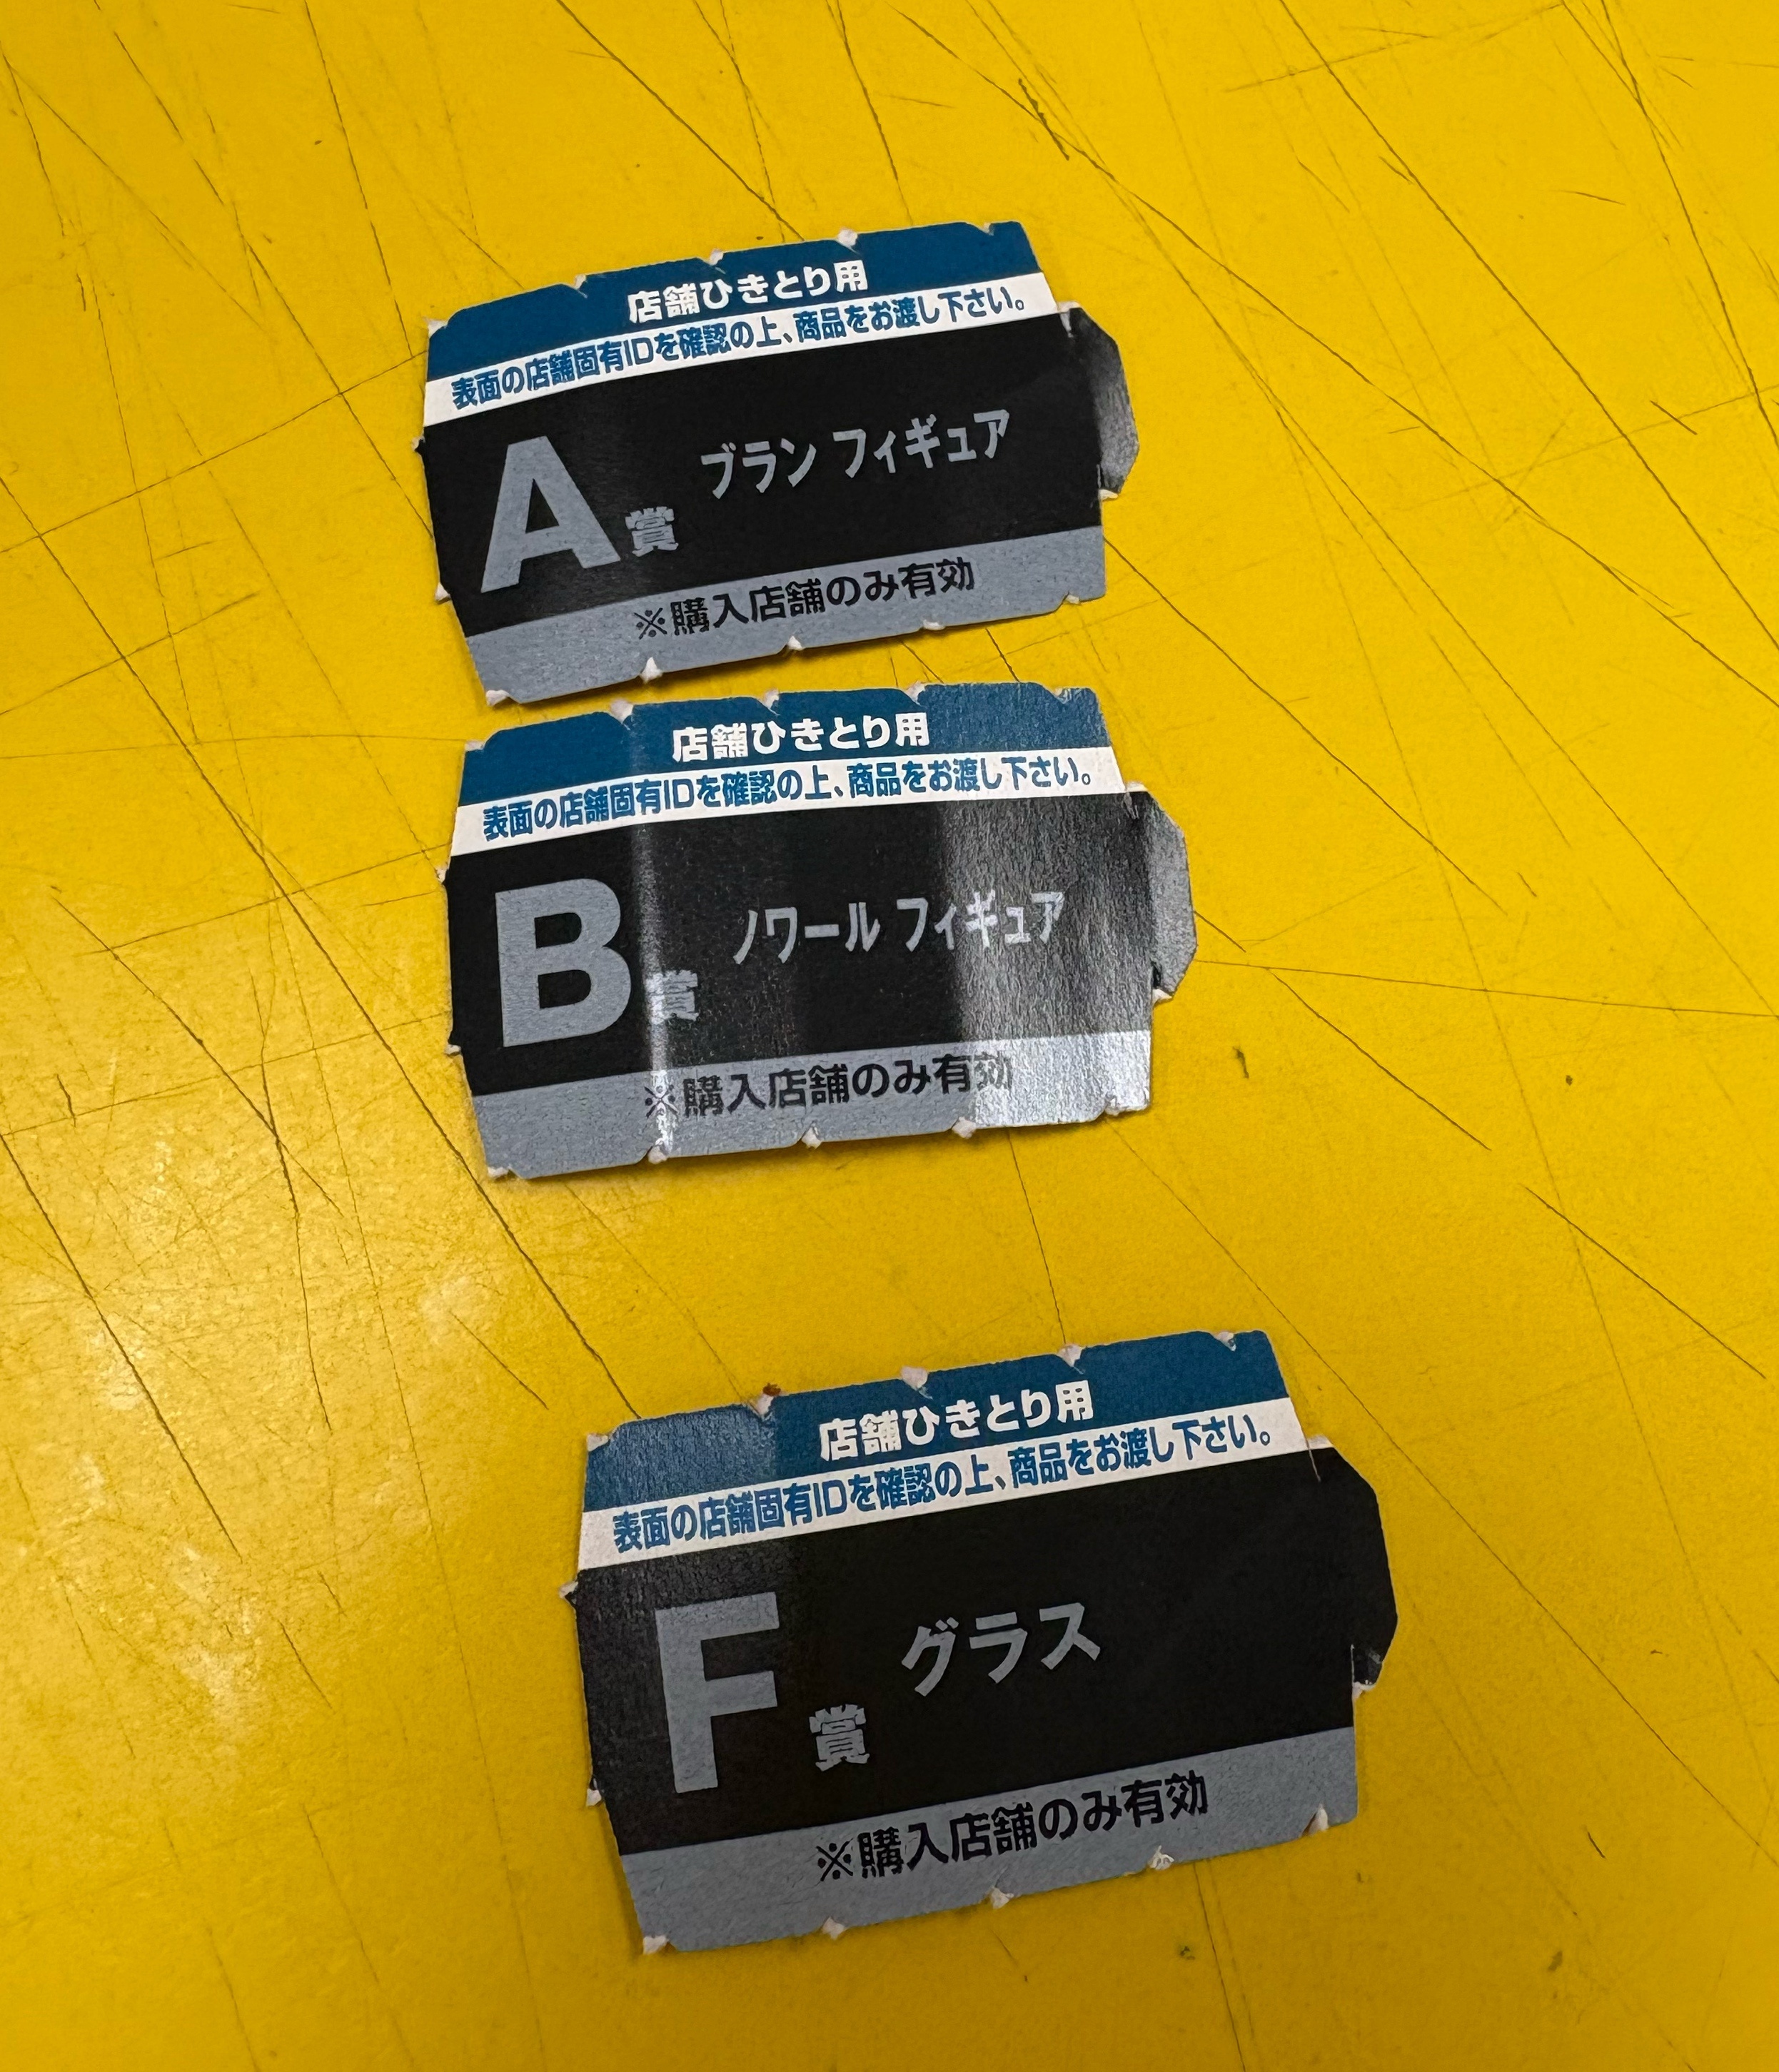 店舗ひきとり用
表面の店舗固有IDを確認の上、商品をお渡し下さい。
A賞 ブラン フィギュア
※購入店舗のみ有効
店舗ひきとり用
表面の店舗固有IDを確認の上、商品をお渡し下さい。
B賞 ノワール フィギュア
※購入店舗のみ有効
店舗ひきとり用
表面の店舗固有IDを確認の上、商品をお渡し下さい。
F賞 グラス
※購入店舗のみ有効